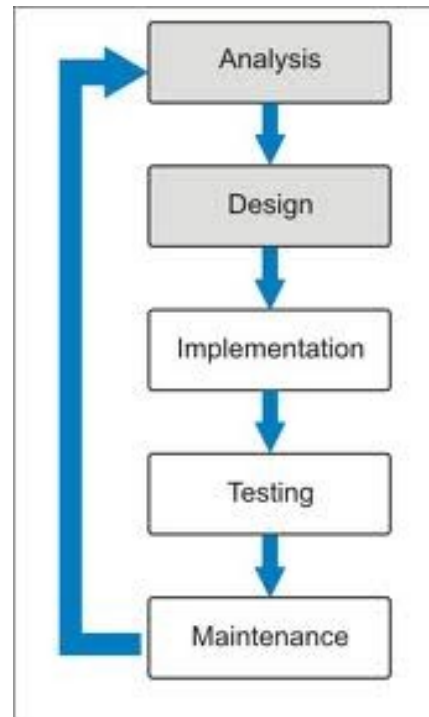 Analysis
Design
Implementation
Testing
Maintenance